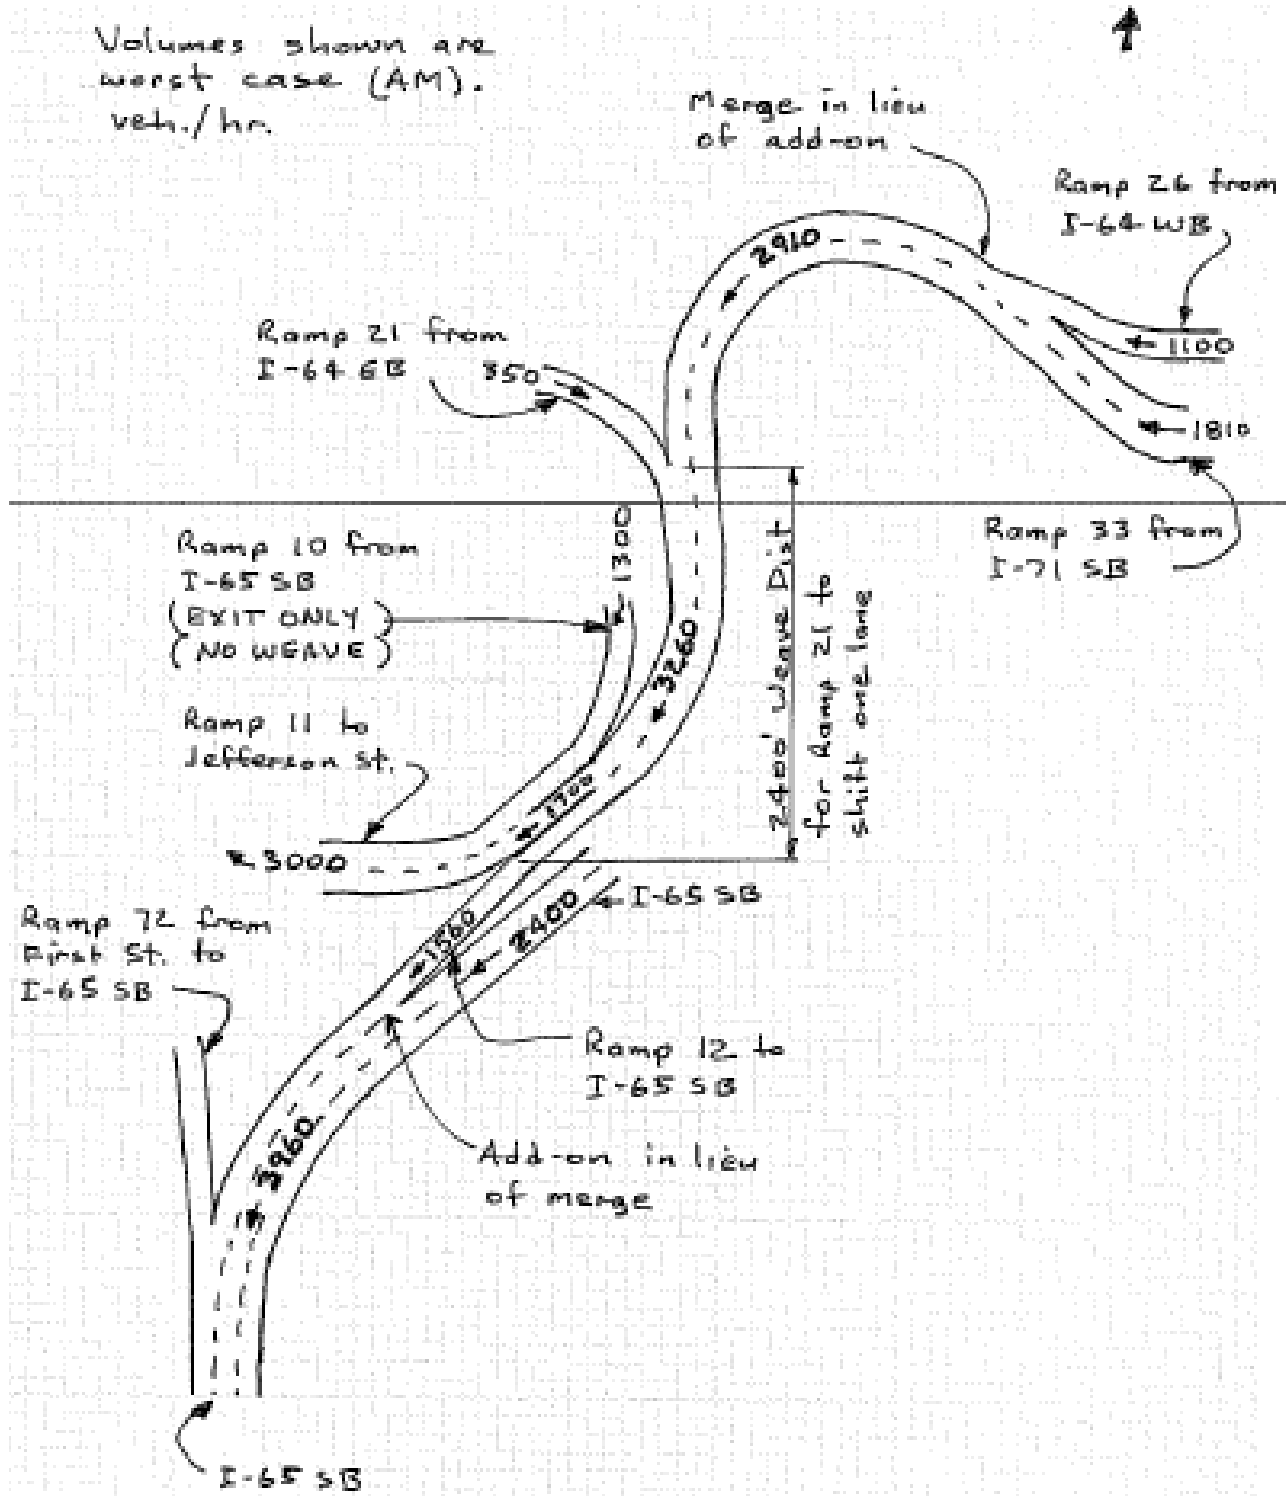 Volumes shown are
worst case (AM).
veh./hr.
Merge in lieu
of add-on
Ramp 26 from
I-64 WB
2910
1100
1810
Ramp 21 from
I-64 EB
350
Ramp 33 from
I-71 SB
Ramp 10 from
I-65 SB
(EXIT ONLY)
(NO WEAVE)
1300
3260
2400' Weave Dist
for Ramp 21 to
shift one lane
Ramp 11 to
Jefferson St.
1700
3000
I-65 SB
2400
1560
Ramp 72 from
First St. to
I-65 SB
Ramp 12 to
I-65 SB
Add-on in lieu
of merge
3960
I-65 SB